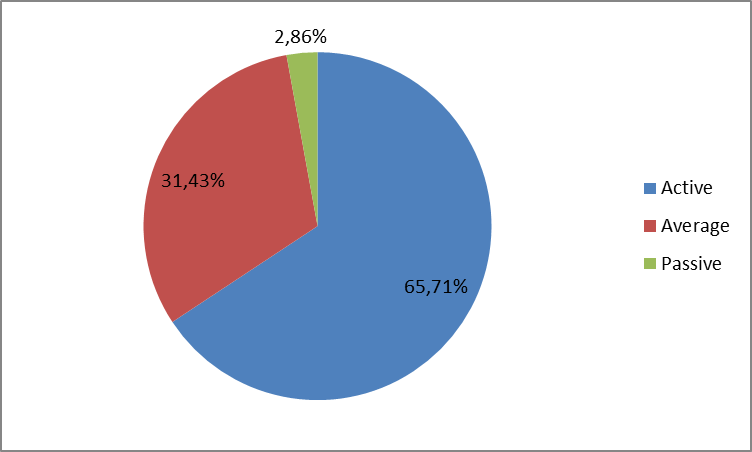 2,86%
31,43%
65,71%
Active
Average
Passive